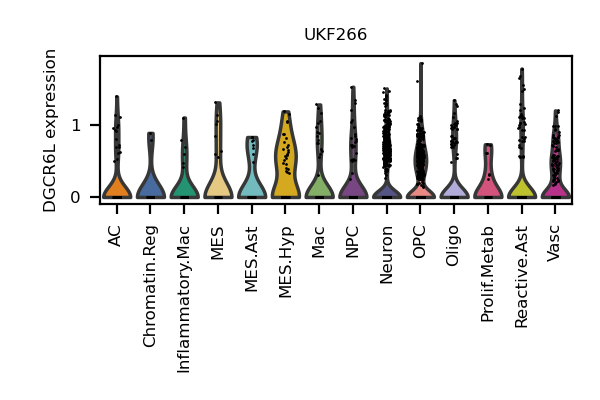 UKF266
DGCR6L expression
1
0
AC
Chromatin.Reg
Inflammatory.Mac
MES
MES.Ast
MES.Hyp
Mac
NPC
Neuron
OPC
Oligo
Prolif.Metab
Reactive.Ast
Vasc